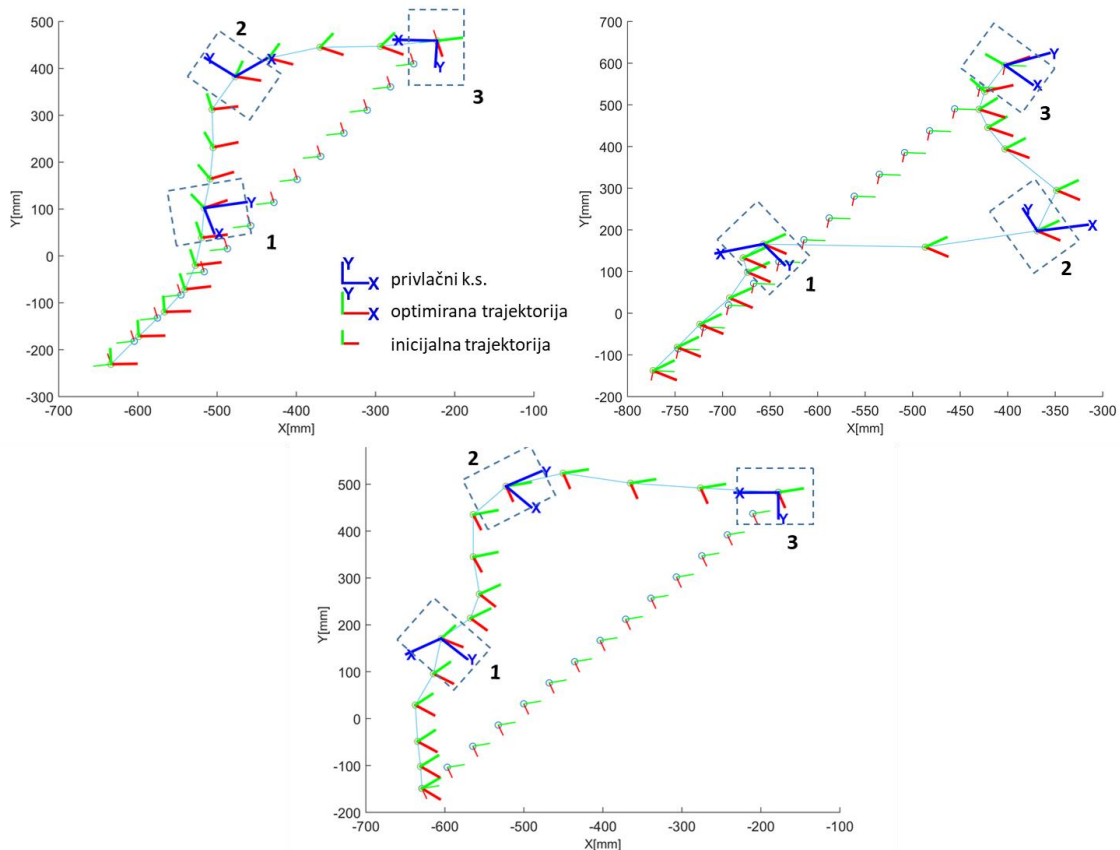 500
400
300
200
100
0
-100
-200
-300
-700
-600
-500
-400
-300
-200
-100
X[mm]
Y[mm]
2
Y
X
X
Y
3
Y
X
1
Y
X privlačni k.s.
Y
X optimirana trajektorija
inicijalna trajektorija
700
600
500
400
300
200
100
0
-100
-200
-800
-750
-700
-650
-600
-550
-500
-450
-400
-350
-300
X[mm]
Y[mm]
Y
X
3
Y
X
2
X
Y
1
500
400
300
200
100
0
-100
-200
-700
-600
-500
-400
-300
-200
-100
X[mm]
Y[mm]
2
Y
X
X
Y
3
X
Y
1